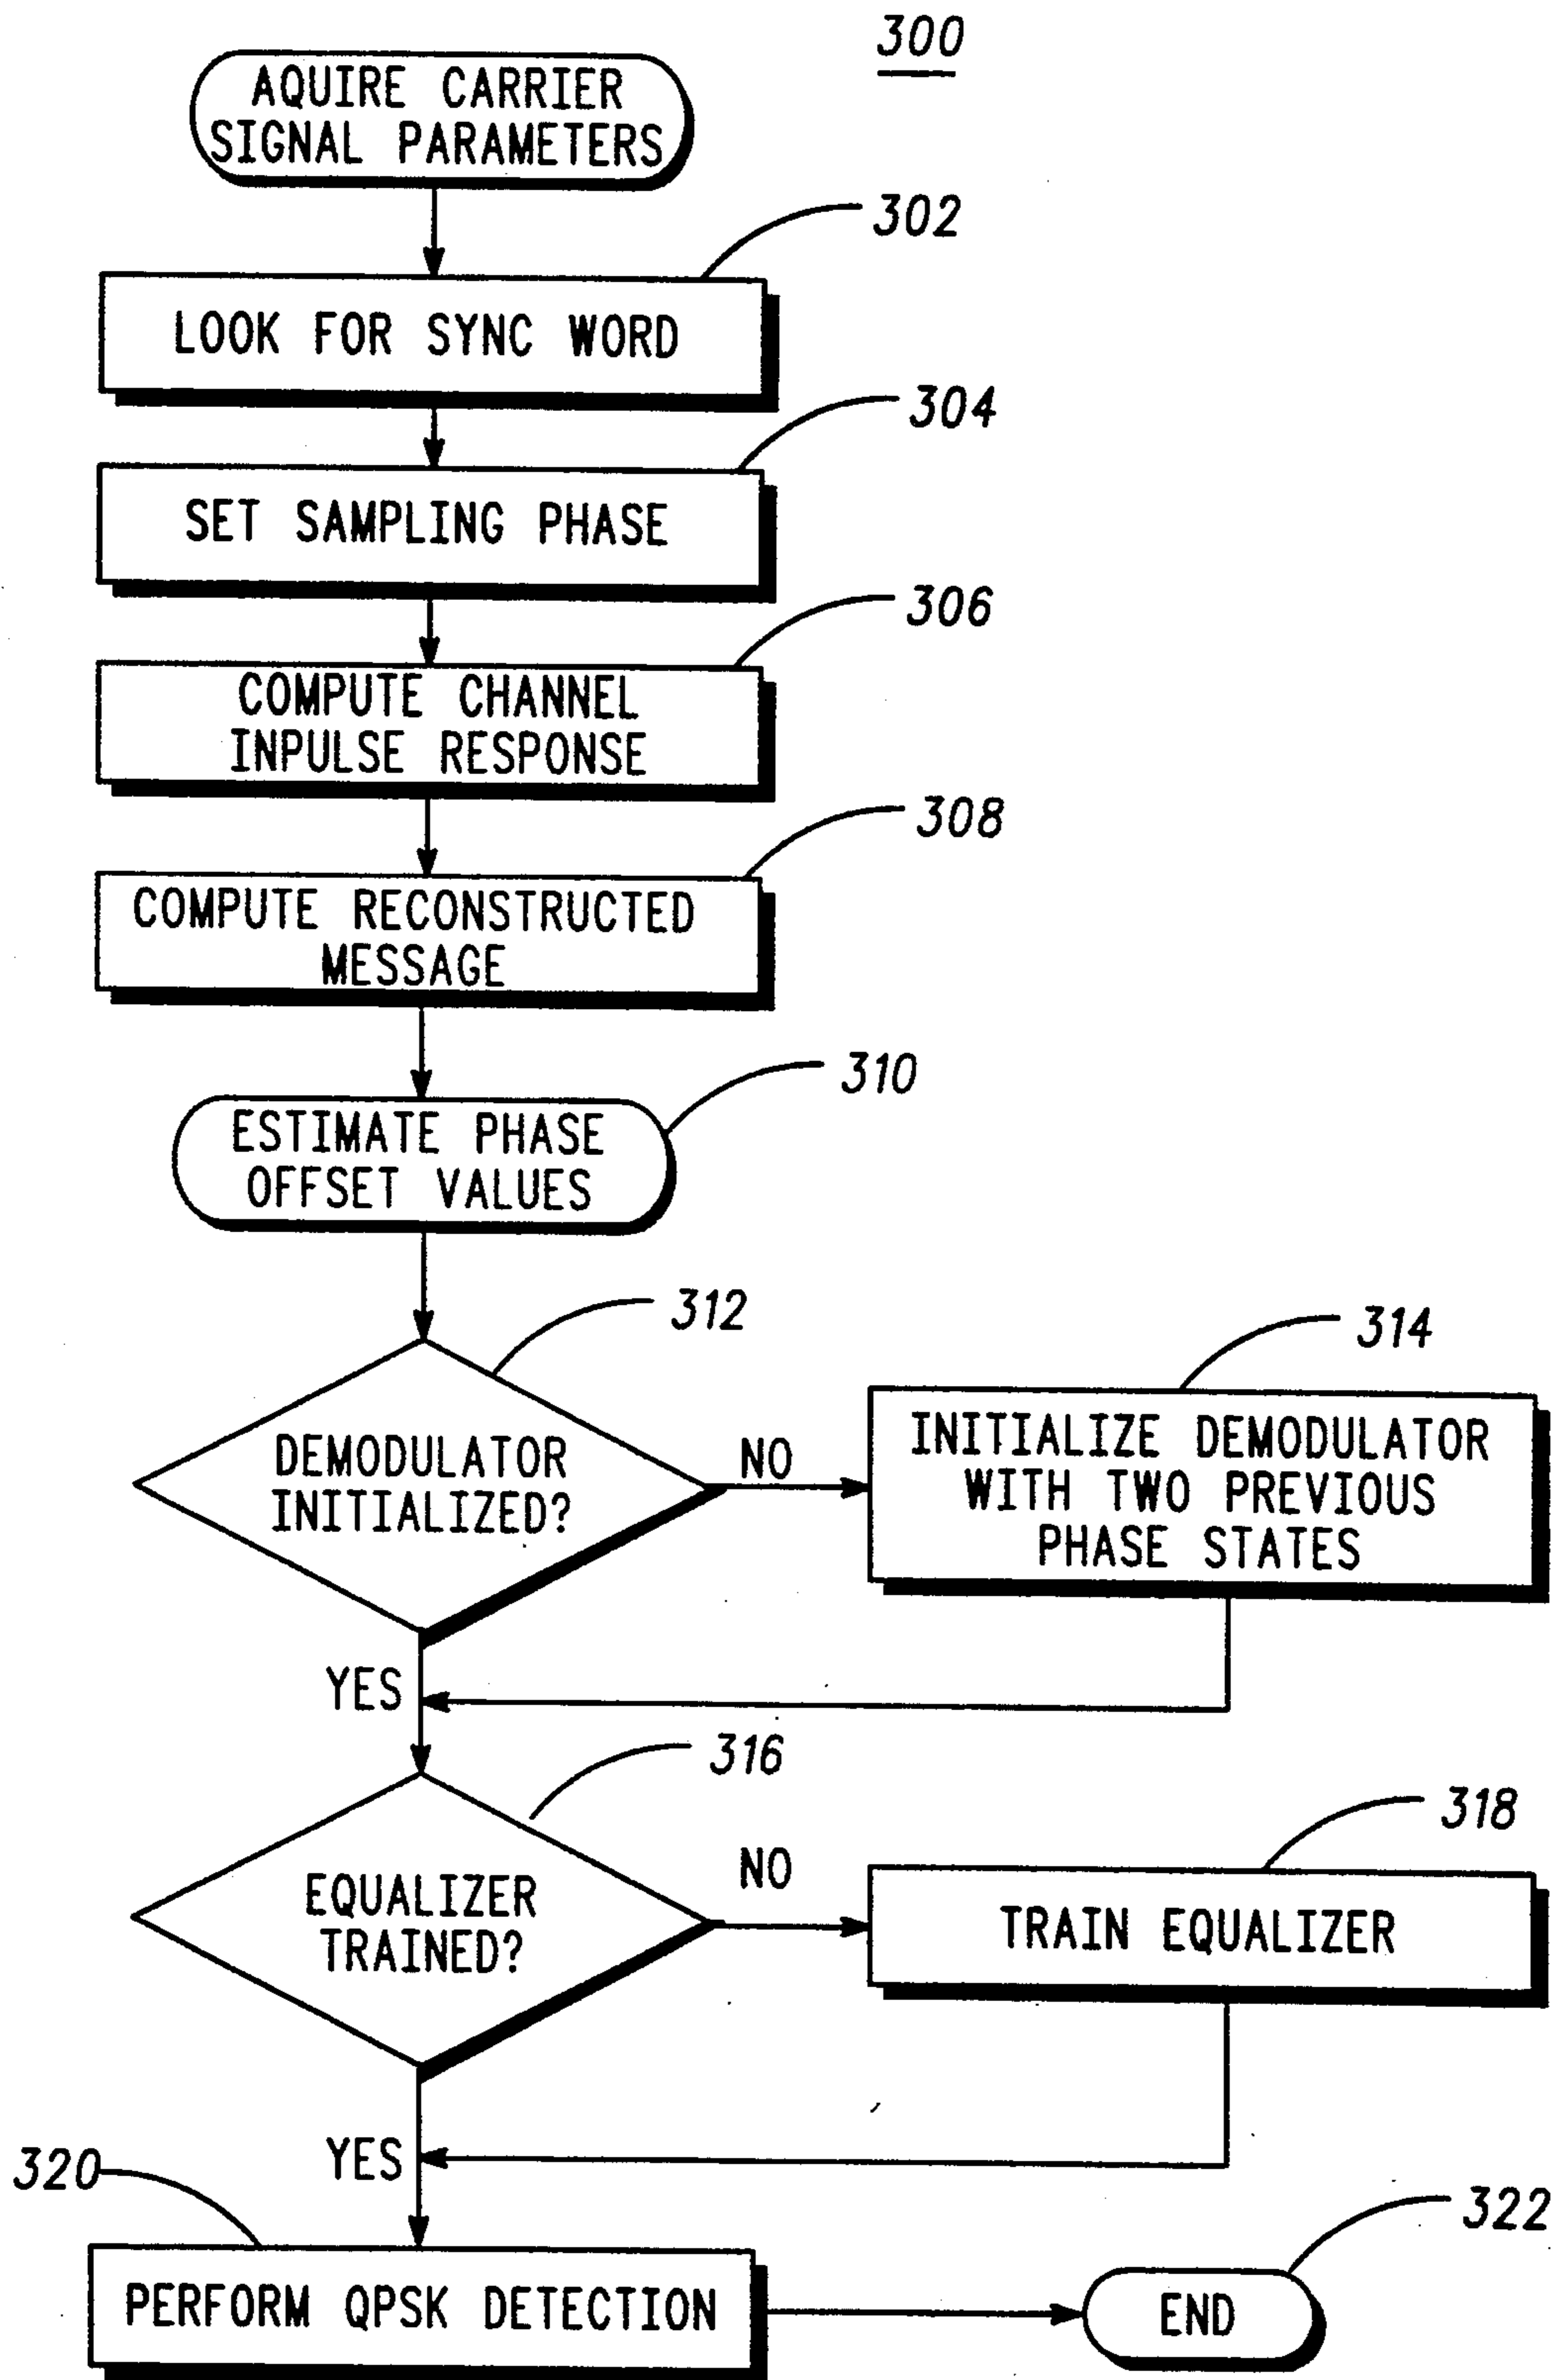 300
AQUIRE CARRIER
SIGNAL PARAMETERS
302
LOOK FOR SYNC WORD
304
SET SAMPLING PHASE
306
COMPUTE CHANNEL
INPULSE RESPONSE
308
COMPUTE RECONSTRUCTED
MESSAGE
310
ESTIMATE PHASE
OFFSET VALUES
312
DEMODULATOR
INITIALIZED?
NO
314
INITIALIZE DEMODULATOR
WITH TWO PREVIOUS
PHASE STATES
YES
316
EQUALIZER
TRAINED?
NO
318
TRAIN EQUALIZER
YES
320
PERFORM QPSK DETECTION
322
END